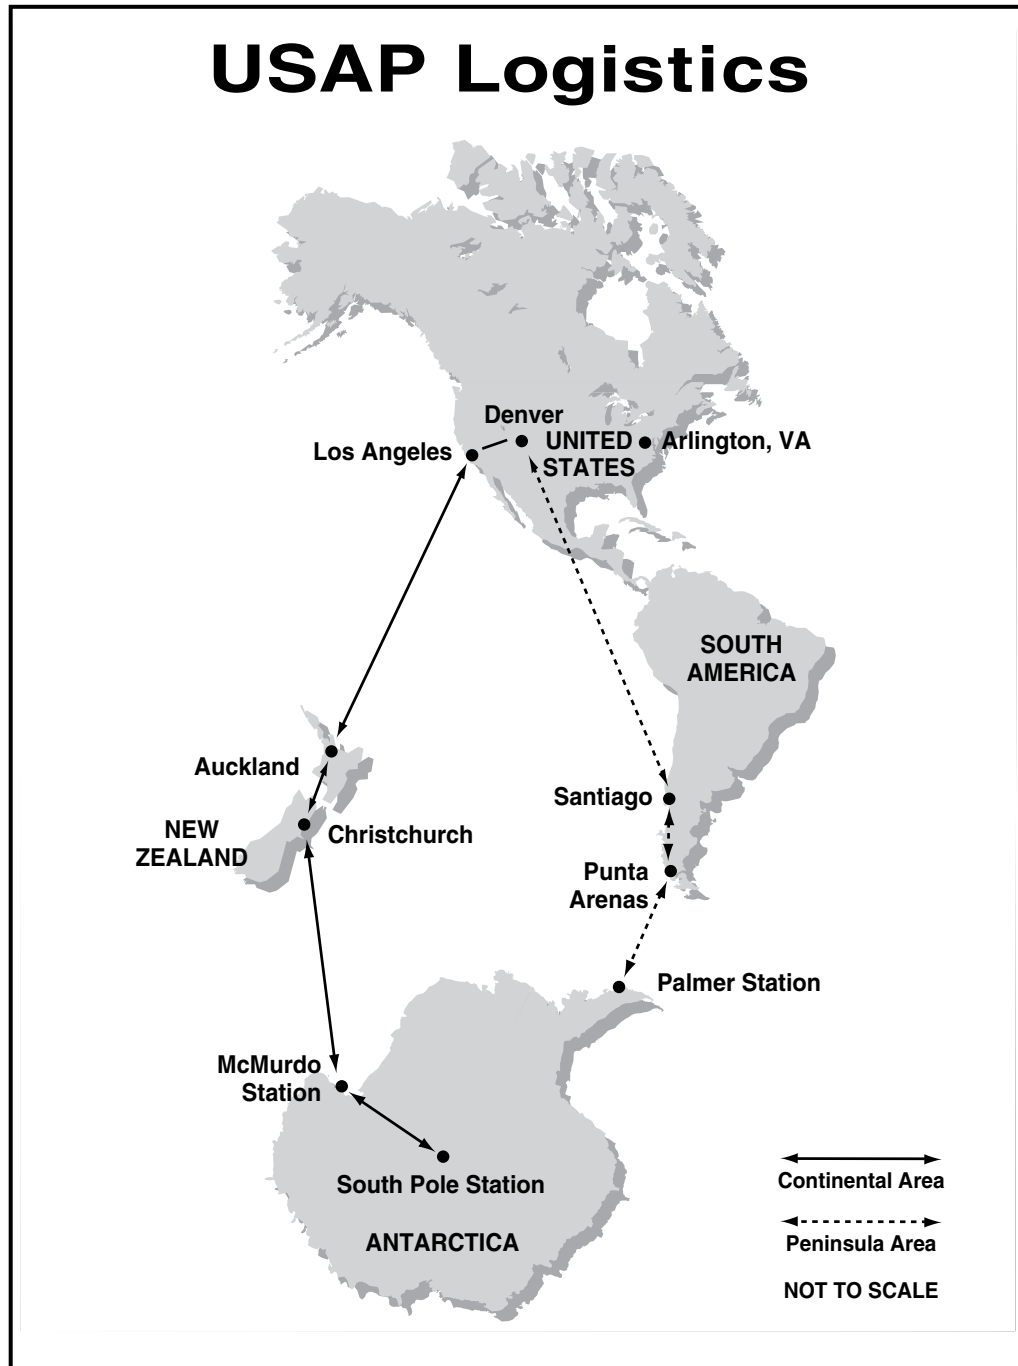 USAP Logistics
Denver
Los Angeles
UNITED
STATES
Arlington, VA
SOUTH
AMERICA
Auckland
Santiago
NEW
ZEALAND
Christchurch
Punta
Arenas
Palmer Station
McMurdo
Station
South Pole Station
ANTARCTICA
Continental Area
Peninsula Area
NOT TO SCALE